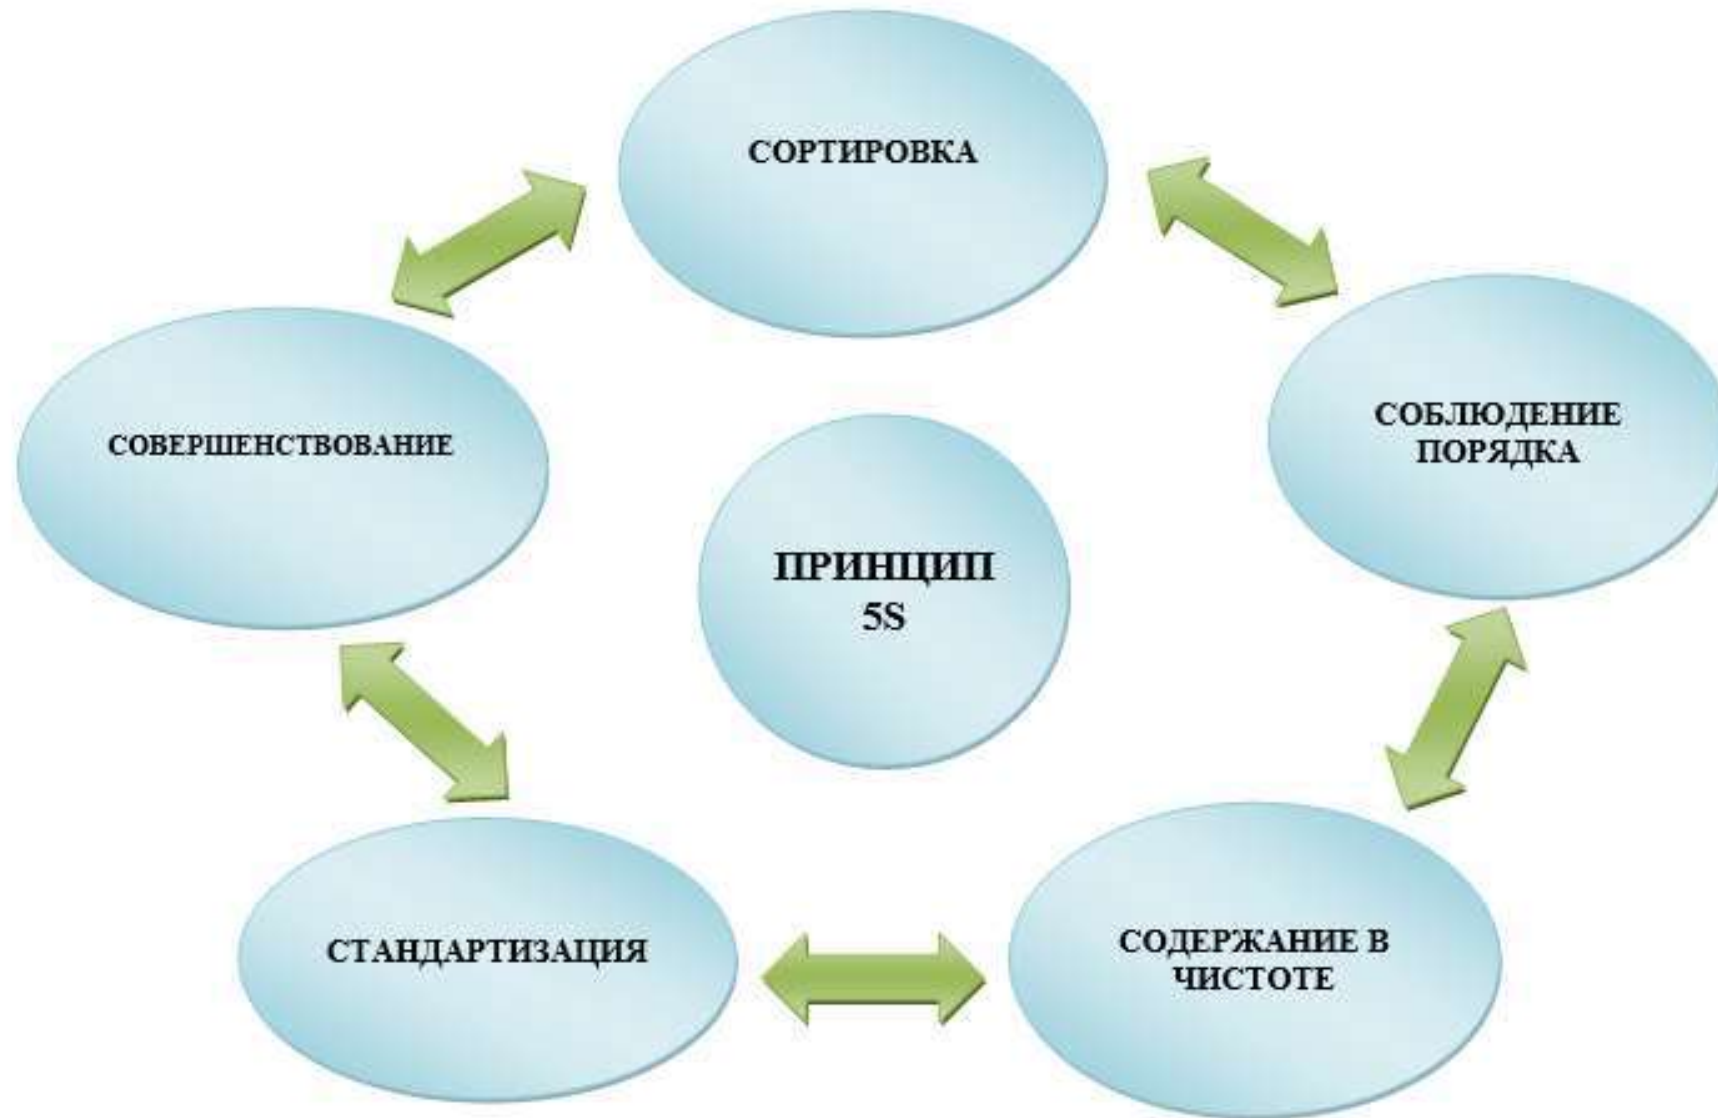 СОРТИРОВКА
СОБЛЮДЕНИЕ
ПОРЯДКА
СОВЕРШЕНСТВОВАНИЕ
ПРИНЦИП
5S
СТАНДАРТИЗАЦИЯ
СОДЕРЖАНИЕ В
ЧИСТОТЕ